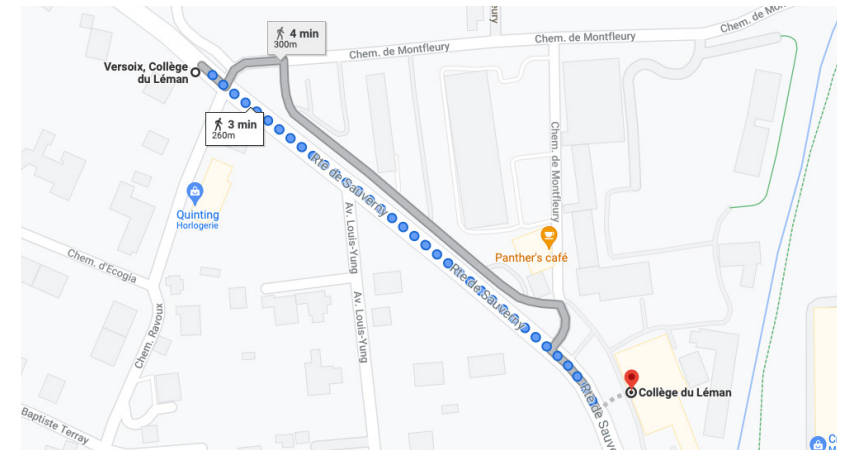 eury
4 min
300m
Chem. de Montfleury
Chem. de Montfleury
Chem. de M
Versoix, Collège
du Léman
3 min
260m
Rte de Sauverny
Chem. de Montfleury
Quinting
Horlogerie
Av. Louis-Yung
Panther's café
Chem. d'Ecogia
Rte de Sauverny
Av. Louis-Yung
Chem. Ravoux
Collège du Léman
Rte de Sauve
Baptiste Terray
C
M